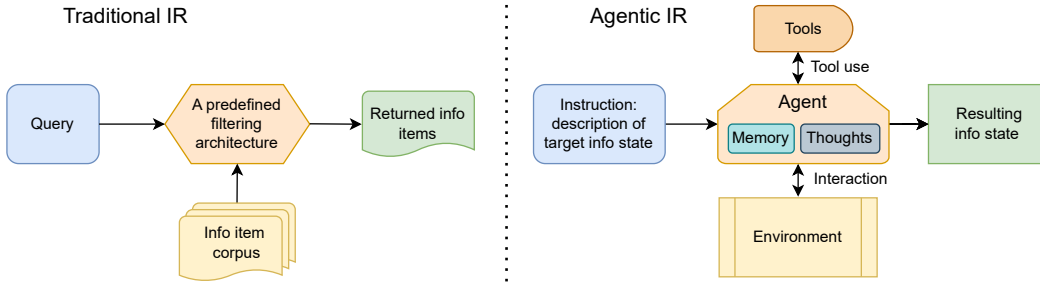 Traditional IR
Query
A predefined
filtering
architecture
Returned info
items
Info item
corpus
Agentic IR
Tools
Tool use
Instruction:
description of
target info state
Agent
Memory
Thoughts
Resulting
info state
Interaction
Environment